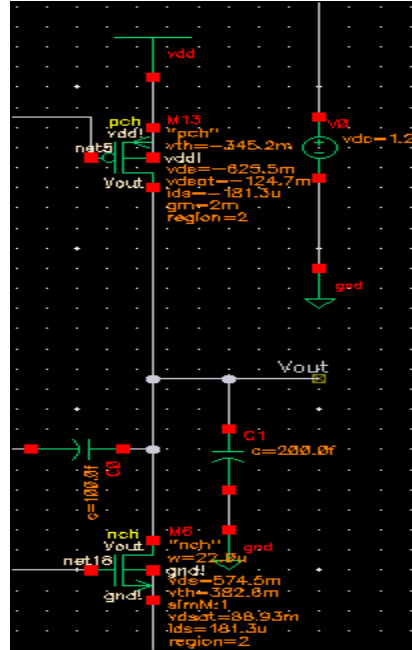 vdd
pch
M13
vdd!
"pch"
vth=-345.2m
net5
vdd!
vds=-625.5m
Vout
vdsat=-124.7m
ids=-181.3u
gm=2m
region=2
V0
vdc=1.2
gnd
Vout
C1
c=200.0f
C0
c=100.0f
gnd
nch
M6
Vout
"nch"
w=22.0u
net18
gnd!
vds=574.5m
gnd!
vth=382.8m
simM:1
vdsat=88.93m
ids=181.3u
region=2